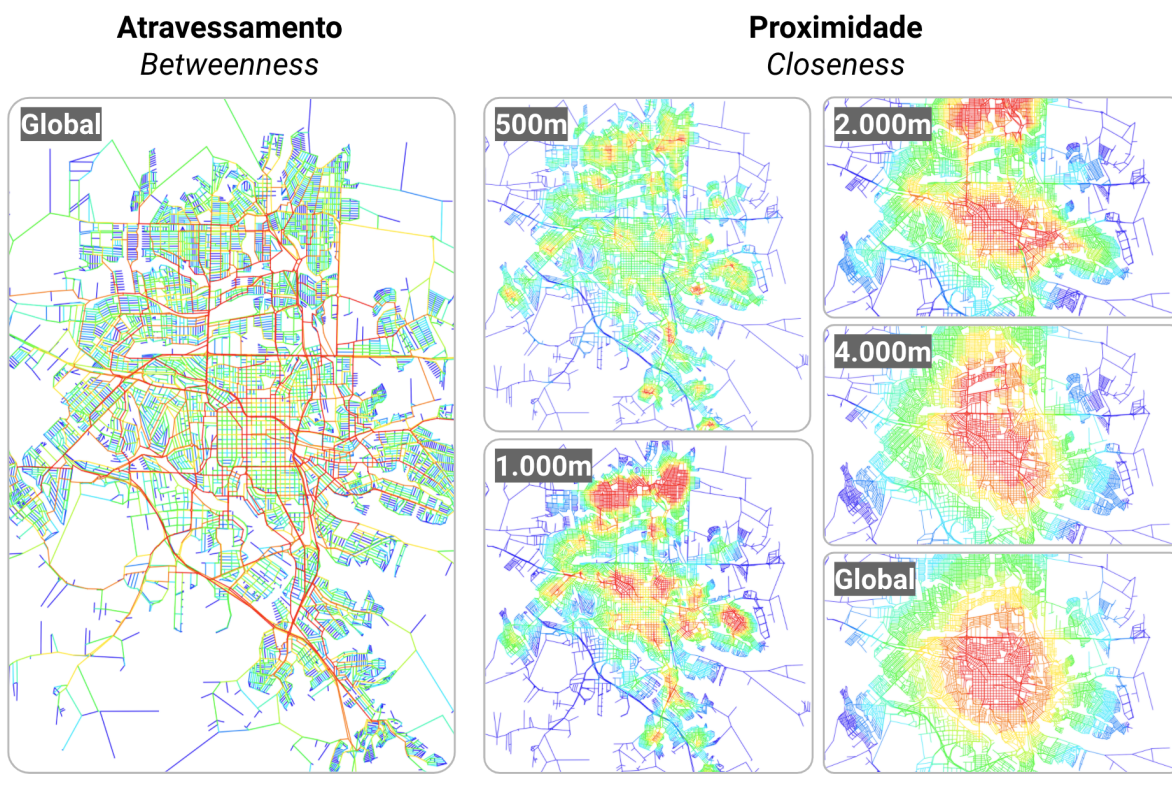 Atravessamento
Betweenness
Proximidade
Closeness
Global
500m
1.000m
2.000m
4.000m
Global